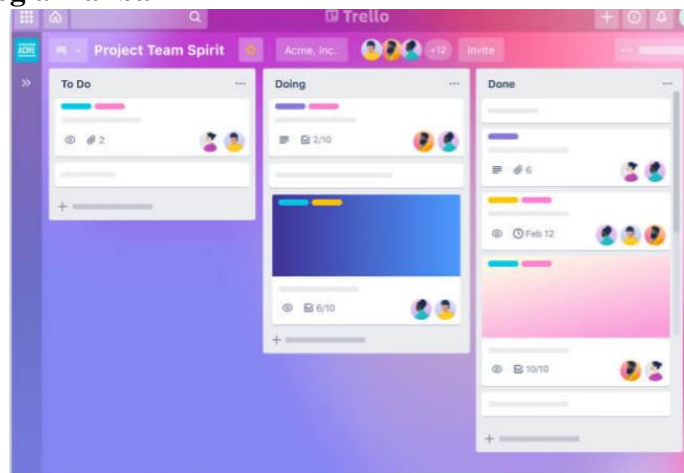 Trello
ACME
Project Team Spirit
Acme, Inc.
+12
Invite
To Do
2
Doing
2/10
6/10
Done
6
Feb 12
10/10